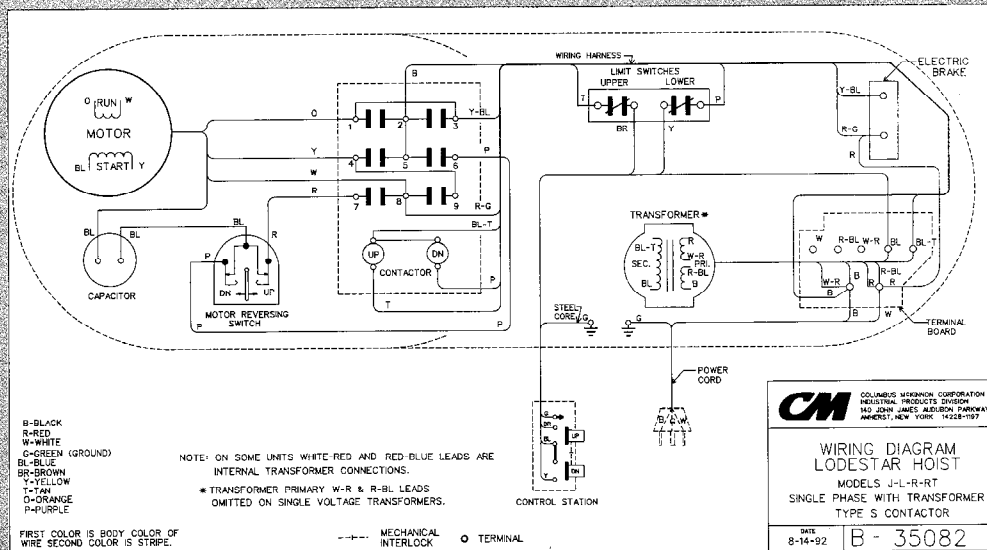 WIRING HARNESS
ELECTRIC
BRAKE
B
LIMIT SWITCHES
UPPER LOWER
T
P
BR
Y
Y-BL
R-G
R
O RUN W
MOTOR
BL START Y
O
Y
W
R
1 2 3
4 5 6
7 8 9
Y-BL
P
R-G
BL-T
UP
DN
CONTACTOR
P
T
BL
BL
CAPACITOR
BL
R
P
DN UP
MOTOR REVERSING
SWITCH
P
P
TRANSFORMER*
BL-T
SEC.
BL
R
W-R
PRI.
R-BL
B
W R-BL W-R BL BL-T
B
R-BL
W-R
B
R
R
B
W
TERMINAL
BOARD
STEEL
CORE
G
G
POWER
CORD
B G W
G
BR
BL
Y
UP
DN
CONTROL STATION
B-BLACK
R-RED
W-WHITE
G-GREEN (GROUND)
BL-BLUE
BR-BROWN
Y-YELLOW
T-TAN
O-ORANGE
P-PURPLE
FIRST COLOR IS BODY COLOR OF
WIRE SECOND COLOR IS STRIPE.
NOTE: ON SOME UNITS WHITE-RED AND RED-BLUE LEADS ARE
INTERNAL TRANSFORMER CONNECTIONS.
* TRANSFORMER PRIMARY W-R & R-BL LEADS
OMITTED ON SINGLE VOLTAGE TRANSFORMERS.
MECHANICAL
INTERLOCK
TERMINAL
CM
COLUMBUS McKINNON CORPORATION
INDUSTRIAL PRODUCTS DIVISION
140 JOHN JAMES AUDUBON PARKWAY
AMHERST, NEW YORK 14228-1197
WIRING DIAGRAM
LODESTAR HOIST
MODELS J-L-R-RT
SINGLE PHASE WITH TRANSFORMER
TYPE S CONTACTOR
DATE
8-14-92
B - 35082